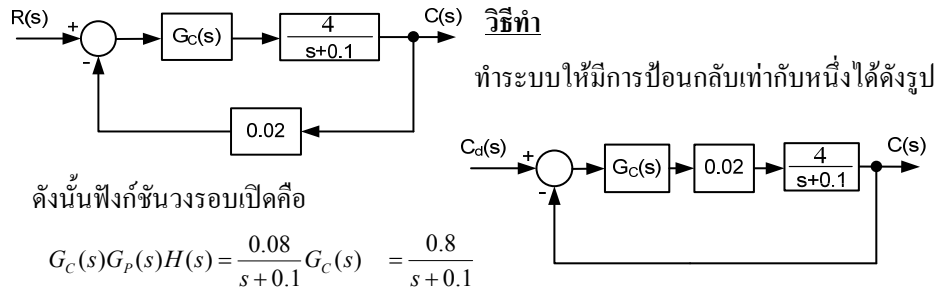 R(s)
+
-
G_C(s)
4
s+0.1
C(s)
0.02
วิธีทำ
ทำระบบให้มีการป้อนกลับเท่ากับหนึ่งได้ดังรูป
C_d(s)
+
-
G_C(s)
0.02
4
s+0.1
C(s)
ดังนั้นฟังก์ชันวงรอบเปิดคือ
G_C(s)G_P(s)H(s) = \frac{0.08}{s+0.1} G_C(s) = \frac{0.8}{s+0.1}